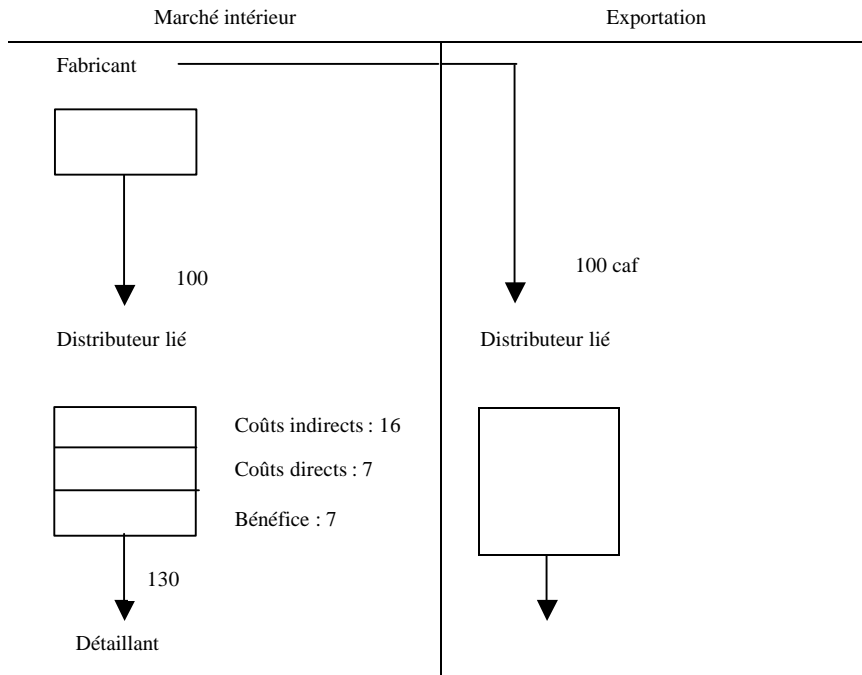 Marché intérieur
Exportation
Fabricant
100
100 caf
Distributeur lié
Distributeur lié
Coûts indirects : 16
Coûts directs : 7
Bénéfice : 7
130
Détaillant